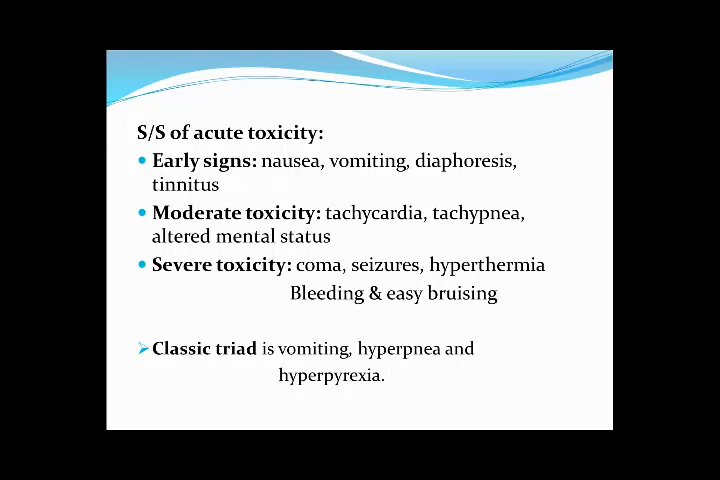 S/S of acute toxicity:
• Early signs: nausea, vomiting, diaphoresis,
tinnitus
• Moderate toxicity: tachycardia, tachypnea,
altered mental status
• Severe toxicity: coma, seizures, hyperthermia
Bleeding & easy bruising
➢ Classic triad is vomiting, hyperpnea and
hyperpyrexia.